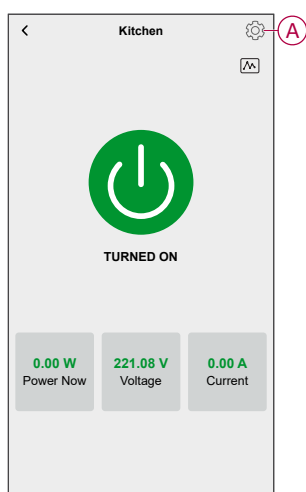 Kitchen
A
TURNED ON
0.00 W 221.08 V 0.00 A
Power Now Voltage Current